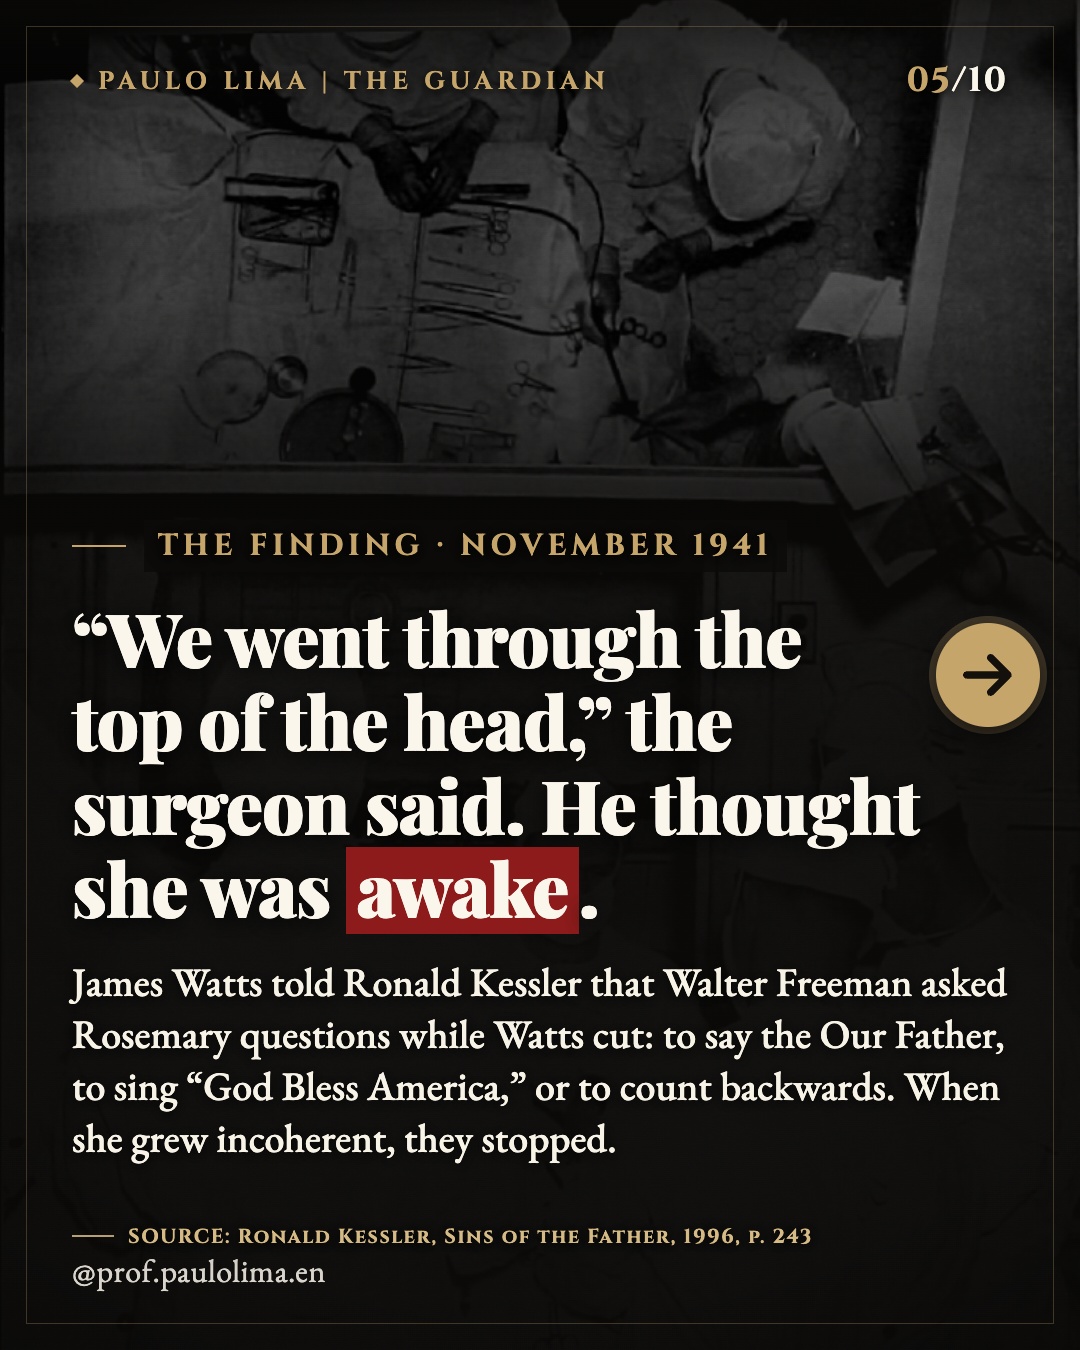 ◆ PAULO LIMA | THE GUARDIAN
05/10
THE FINDING · NOVEMBER 1941
“We went through the
top of the head,” the
surgeon said. He thought
she was awake.
James Watts told Ronald Kessler that Walter Freeman asked
Rosemary questions while Watts cut: to say the Our Father,
to sing “God Bless America,” or to count backwards. When
she grew incoherent, they stopped.
SOURCE: Ronald Kessler, Sins of the Father, 1996, p. 243
@prof.paulolima.en